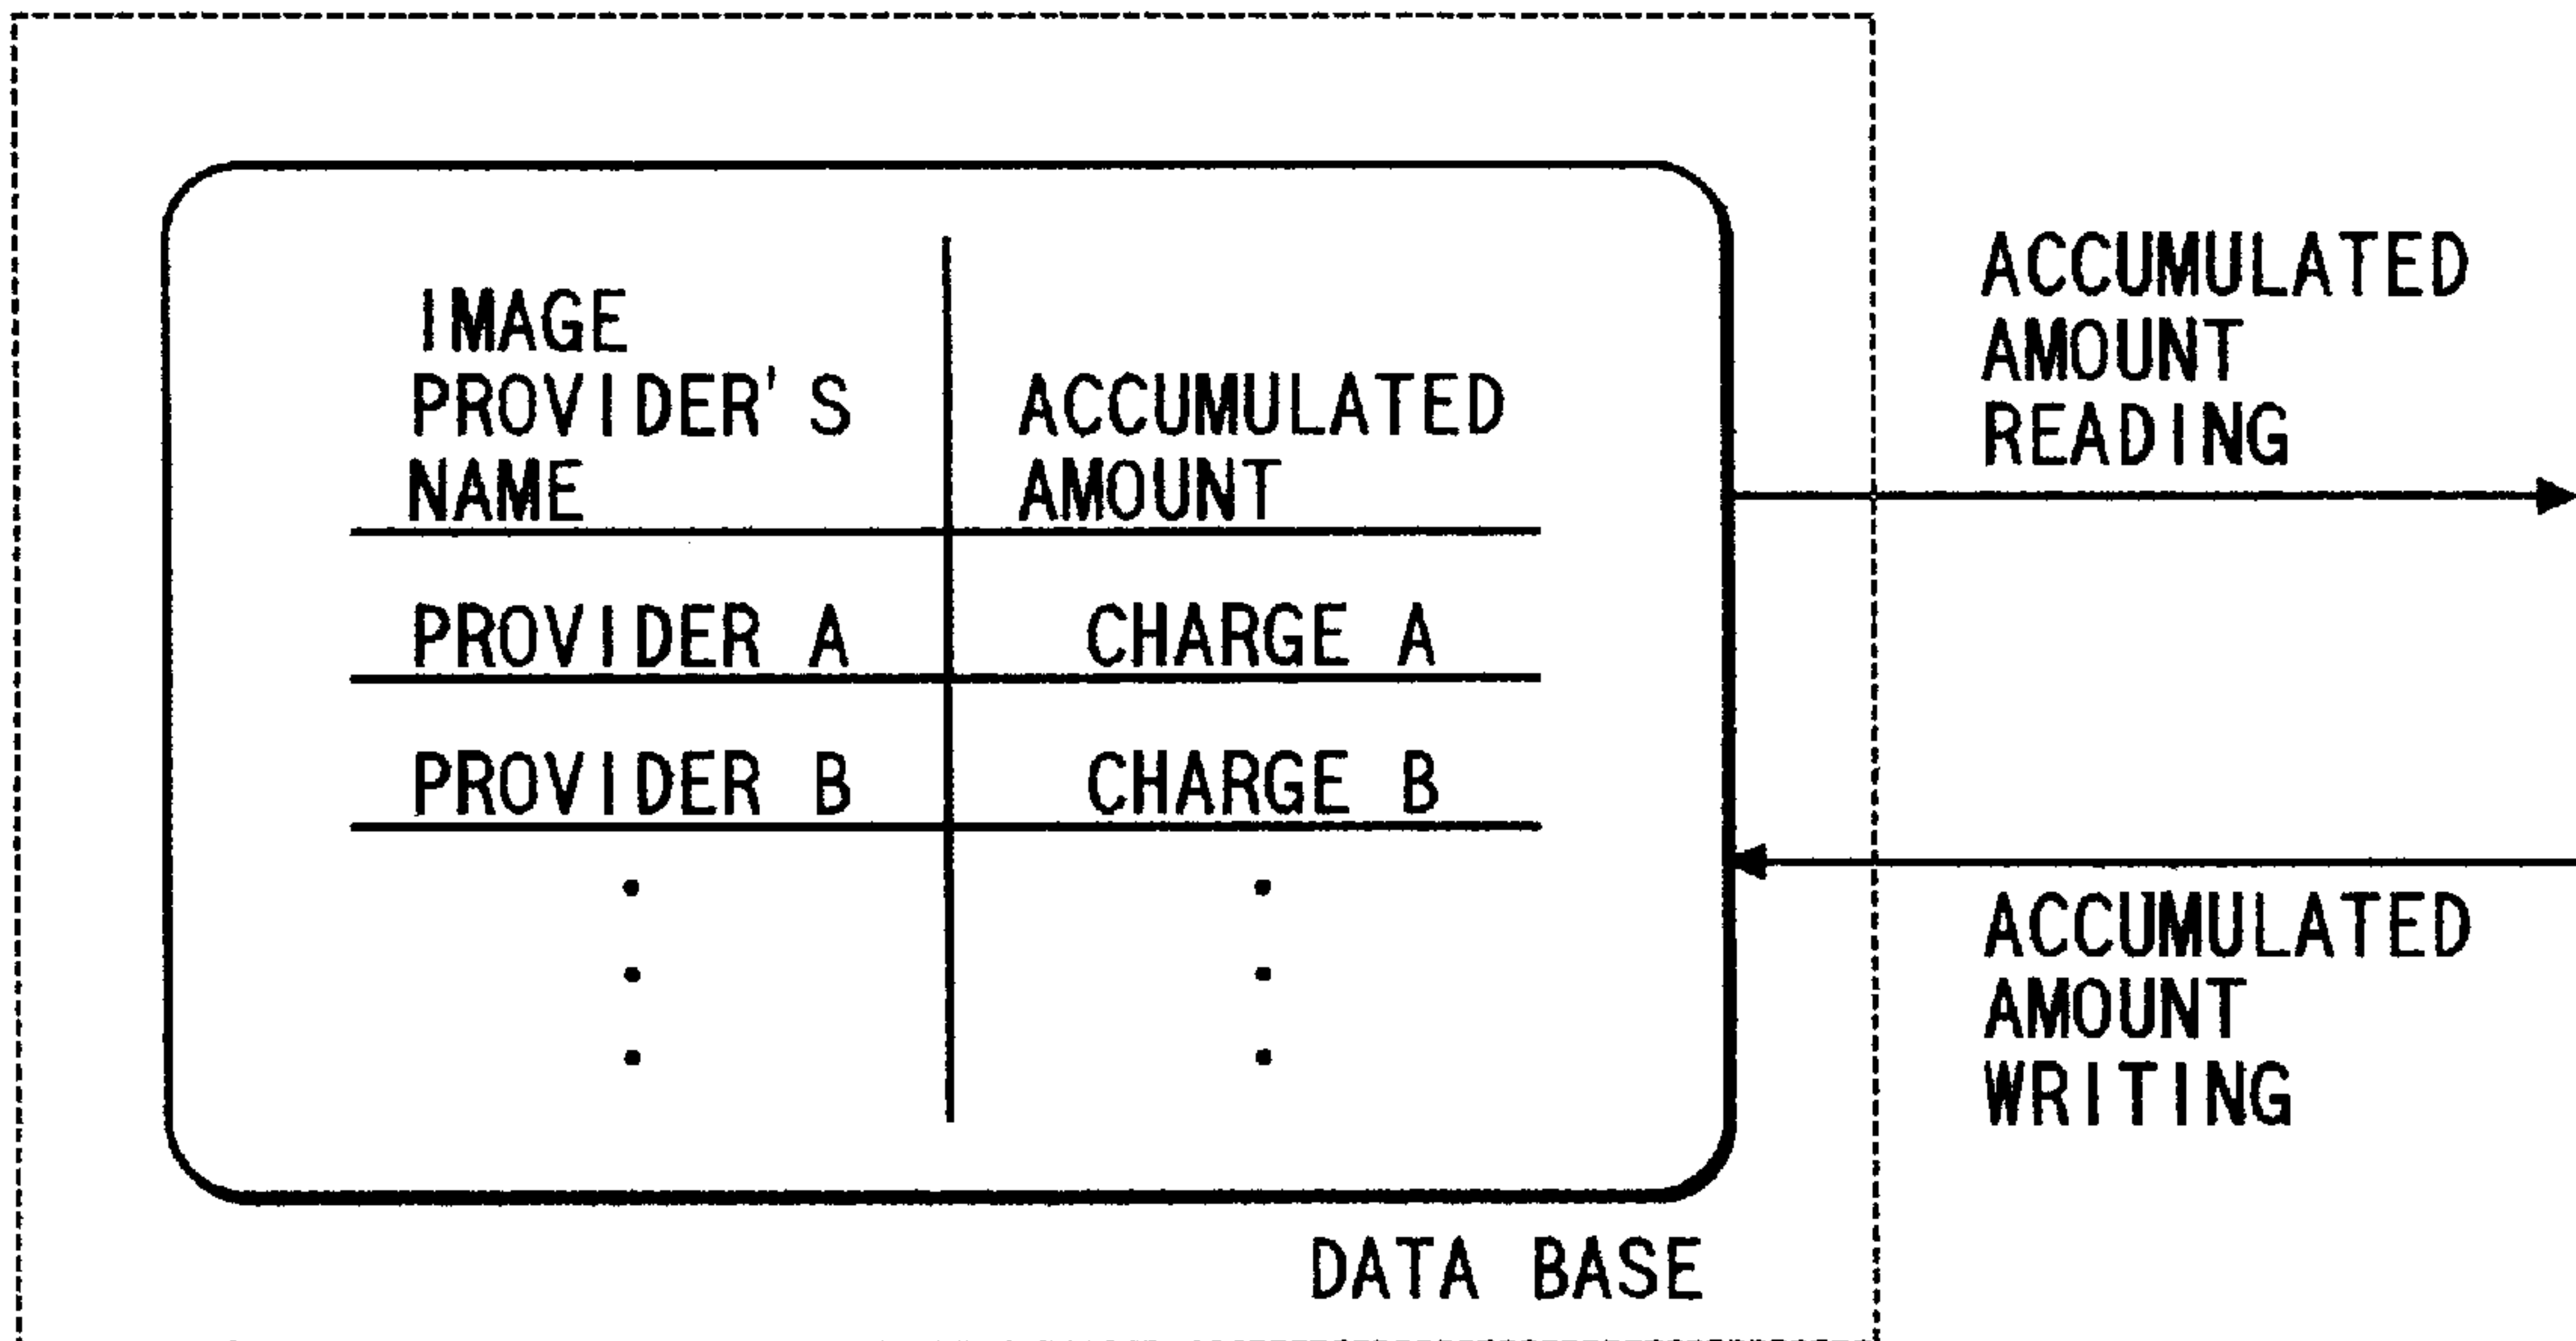 IMAGE
PROVIDER'S
NAME
ACCUMULATED
AMOUNT
PROVIDER A
CHARGE A
PROVIDER B
CHARGE B
DATA BASE
ACCUMULATED
AMOUNT
READING
ACCUMULATED
AMOUNT
WRITING